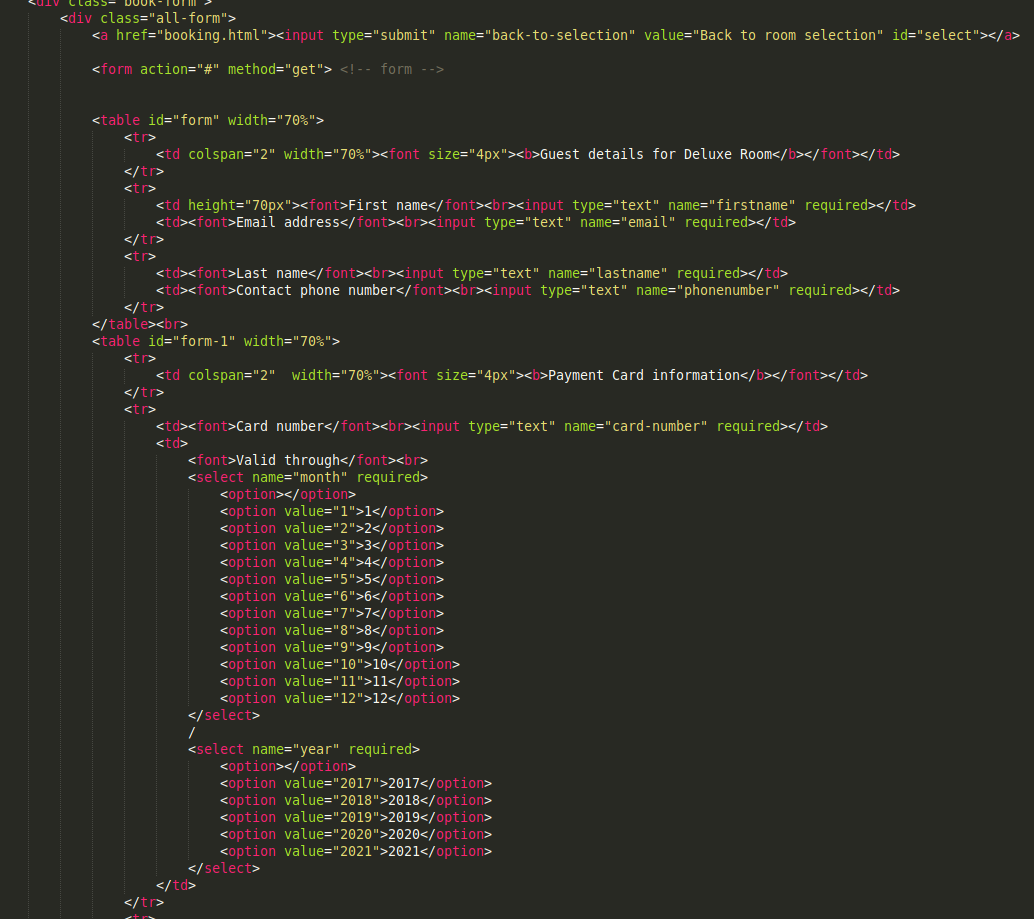 <div class="book-form">
<div class="all-form">
<a href="booking.html"><input type="submit" name="back-to-selection" value="Back to room selection" id="select"></a>
<form action="#" method="get"> <!-- form -->
<table id="form" width="70%">
<tr>
<td colspan="2" width="70%"><font size="4px"><b>Guest details for Deluxe Room</b></font></td>
</tr>
<tr>
<td height="70px"><font>First name</font><br><input type="text" name="firstname" required></td>
<td><font>Email address</font><br><input type="text" name="email" required></td>
</tr>
<tr>
<td><font>Last name</font><br><input type="text" name="lastname" required></td>
<td><font>Contact phone number</font><br><input type="text" name="phonenumber" required></td>
</tr>
</table><br>
<table id="form-1" width="70%">
<tr>
<td colspan="2"  width="70%"><font size="4px"><b>Payment Card information</b></font></td>
</tr>
<tr>
<td><font>Card number</font><br><input type="text" name="card-number" required></td>
<td>
<font>Valid through</font><br>
<select name="month" required>
<option></option>
<option value="1">1</option>
<option value="2">2</option>
<option value="3">3</option>
<option value="4">4</option>
<option value="5">5</option>
<option value="6">6</option>
<option value="7">7</option>
<option value="8">8</option>
<option value="9">9</option>
<option value="10">10</option>
<option value="11">11</option>
<option value="12">12</option>
</select>
/
<select name="year" required>
<option></option>
<option value="2017">2017</option>
<option value="2018">2018</option>
<option value="2019">2019</option>
<option value="2020">2020</option>
<option value="2021">2021</option>
</select>
</td>
</tr>
<tr>